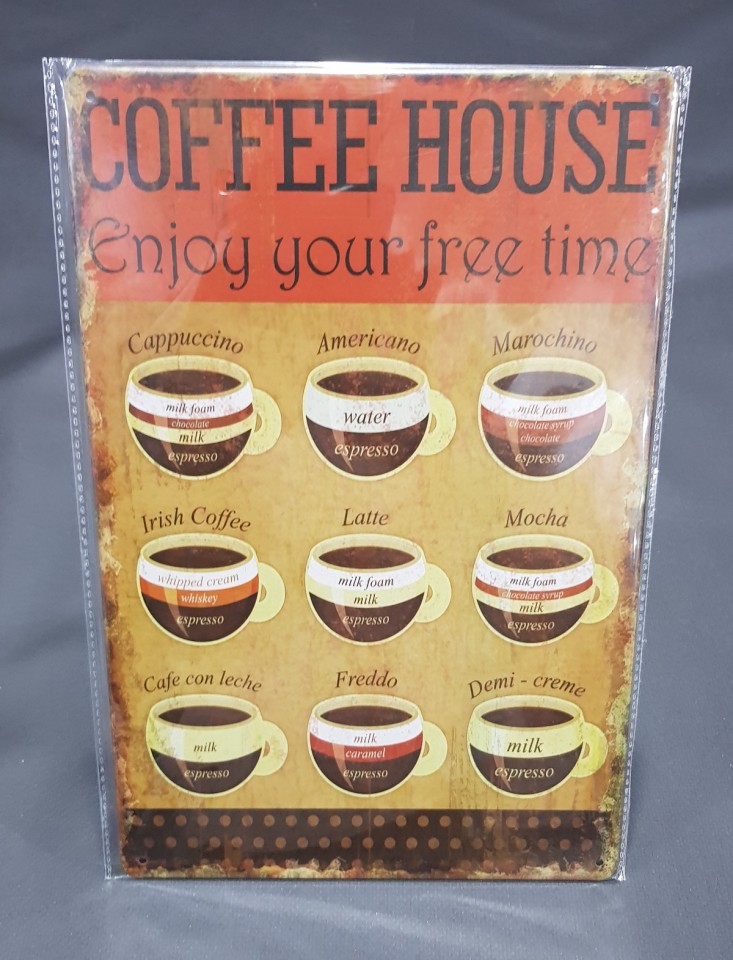 COFFEE HOUSE
Enjoy your free time
Cappuccino
milk foam
chocolate
milk
espresso
Americano
water
espresso
Marochino
milk foam
chocolate syrup
chocolate
espresso
Irish Coffee
whipped cream
whiskey
espresso
Latte
milk foam
milk
espresso
Mocha
milk foam
chocolate syrup
milk
espresso
Cafe con leche
milk
espresso
Freddo
milk
caramel
espresso
Demi - creme
milk
espresso